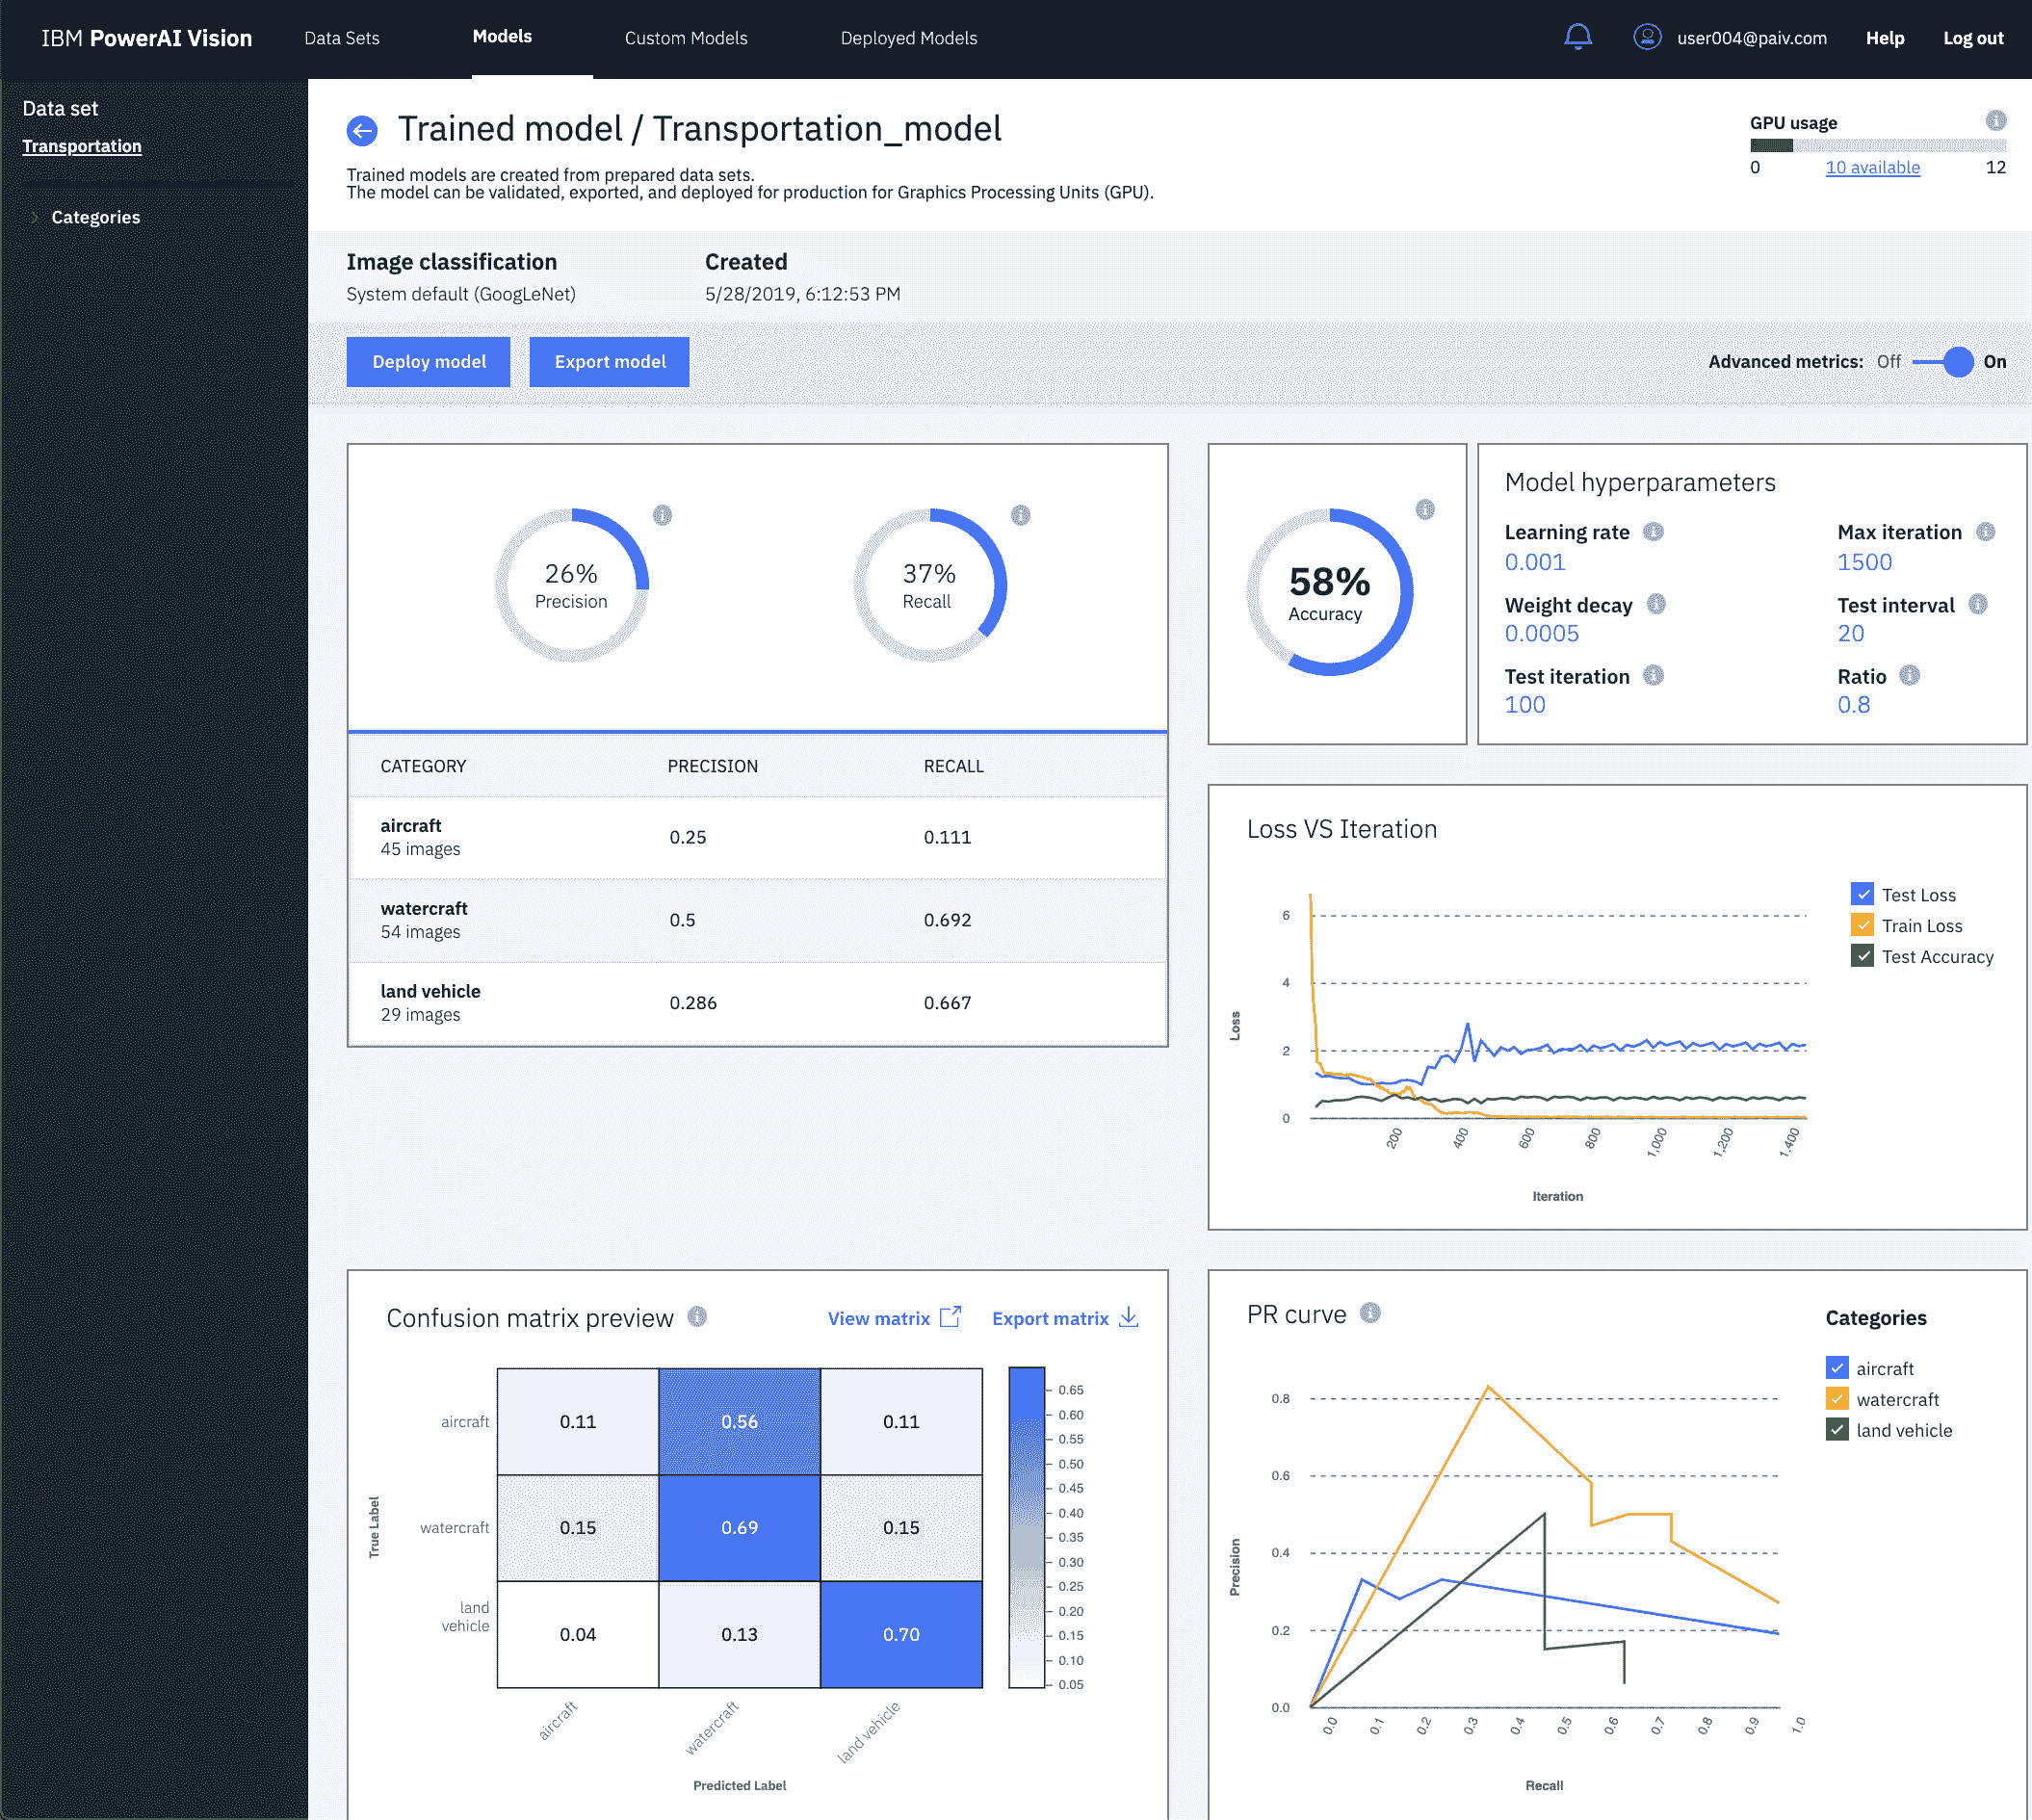 IBM PowerAI Vision
Data Sets
Models
Custom Models
Deployed Models
user004@paiv.com
Help
Log out
Data set
Transportation
Categories
Trained model / Transportation_model
Trained models are created from prepared data sets.
The model can be validated, exported, and deployed for production for Graphics Processing Units (GPU).
GPU usage
0
10 available
12
Image classification
System default (GoogLeNet)
Created
5/28/2019, 6:12:53 PM
Deploy model
Export model
Advanced metrics: Off On
26%
Precision
37%
Recall
CATEGORY PRECISION RECALL
aircraft
45 images
0.25
0.111
watercraft
54 images
0.5
0.692
land vehicle
29 images
0.286
0.667
58%
Accuracy
Model hyperparameters
Learning rate
0.001
Max iteration
1500
Weight decay
0.0005
Test interval
20
Test iteration
100
Ratio
0.8
Loss VS Iteration
6
4
2
0
Loss
200
400
600
800
1,000
1,200
1,400
Iteration
Test Loss
Train Loss
Test Accuracy
Confusion matrix preview
View matrix
Export matrix
True Label
aircraft
0.11
0.56
0.11
watercraft
0.15
0.69
0.15
land
vehicle
0.04
0.13
0.70
aircraft
watercraft
land vehicle
Predicted Label
0.65
0.60
0.55
0.50
0.45
0.40
0.35
0.30
0.25
0.20
0.15
0.10
0.05
PR curve
0.8
0.6
0.4
0.2
0.0
Precision
0.0
0.1
0.2
0.3
0.4
0.5
0.6
0.7
0.8
0.9
1.0
Recall
Categories
aircraft
watercraft
land vehicle